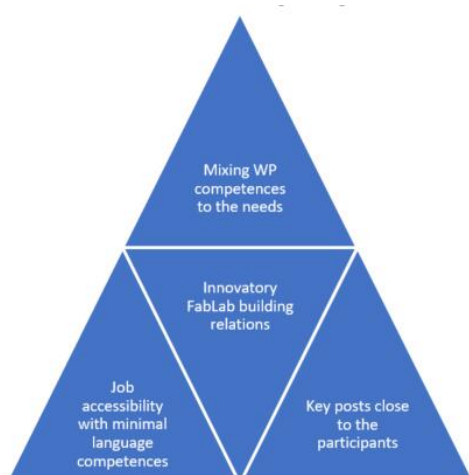 Mixing WP
competences
to the needs
Innovatory
FabLab building
relations
Job
accessibility
with minimal
language
competences
Key posts close
to the
participants